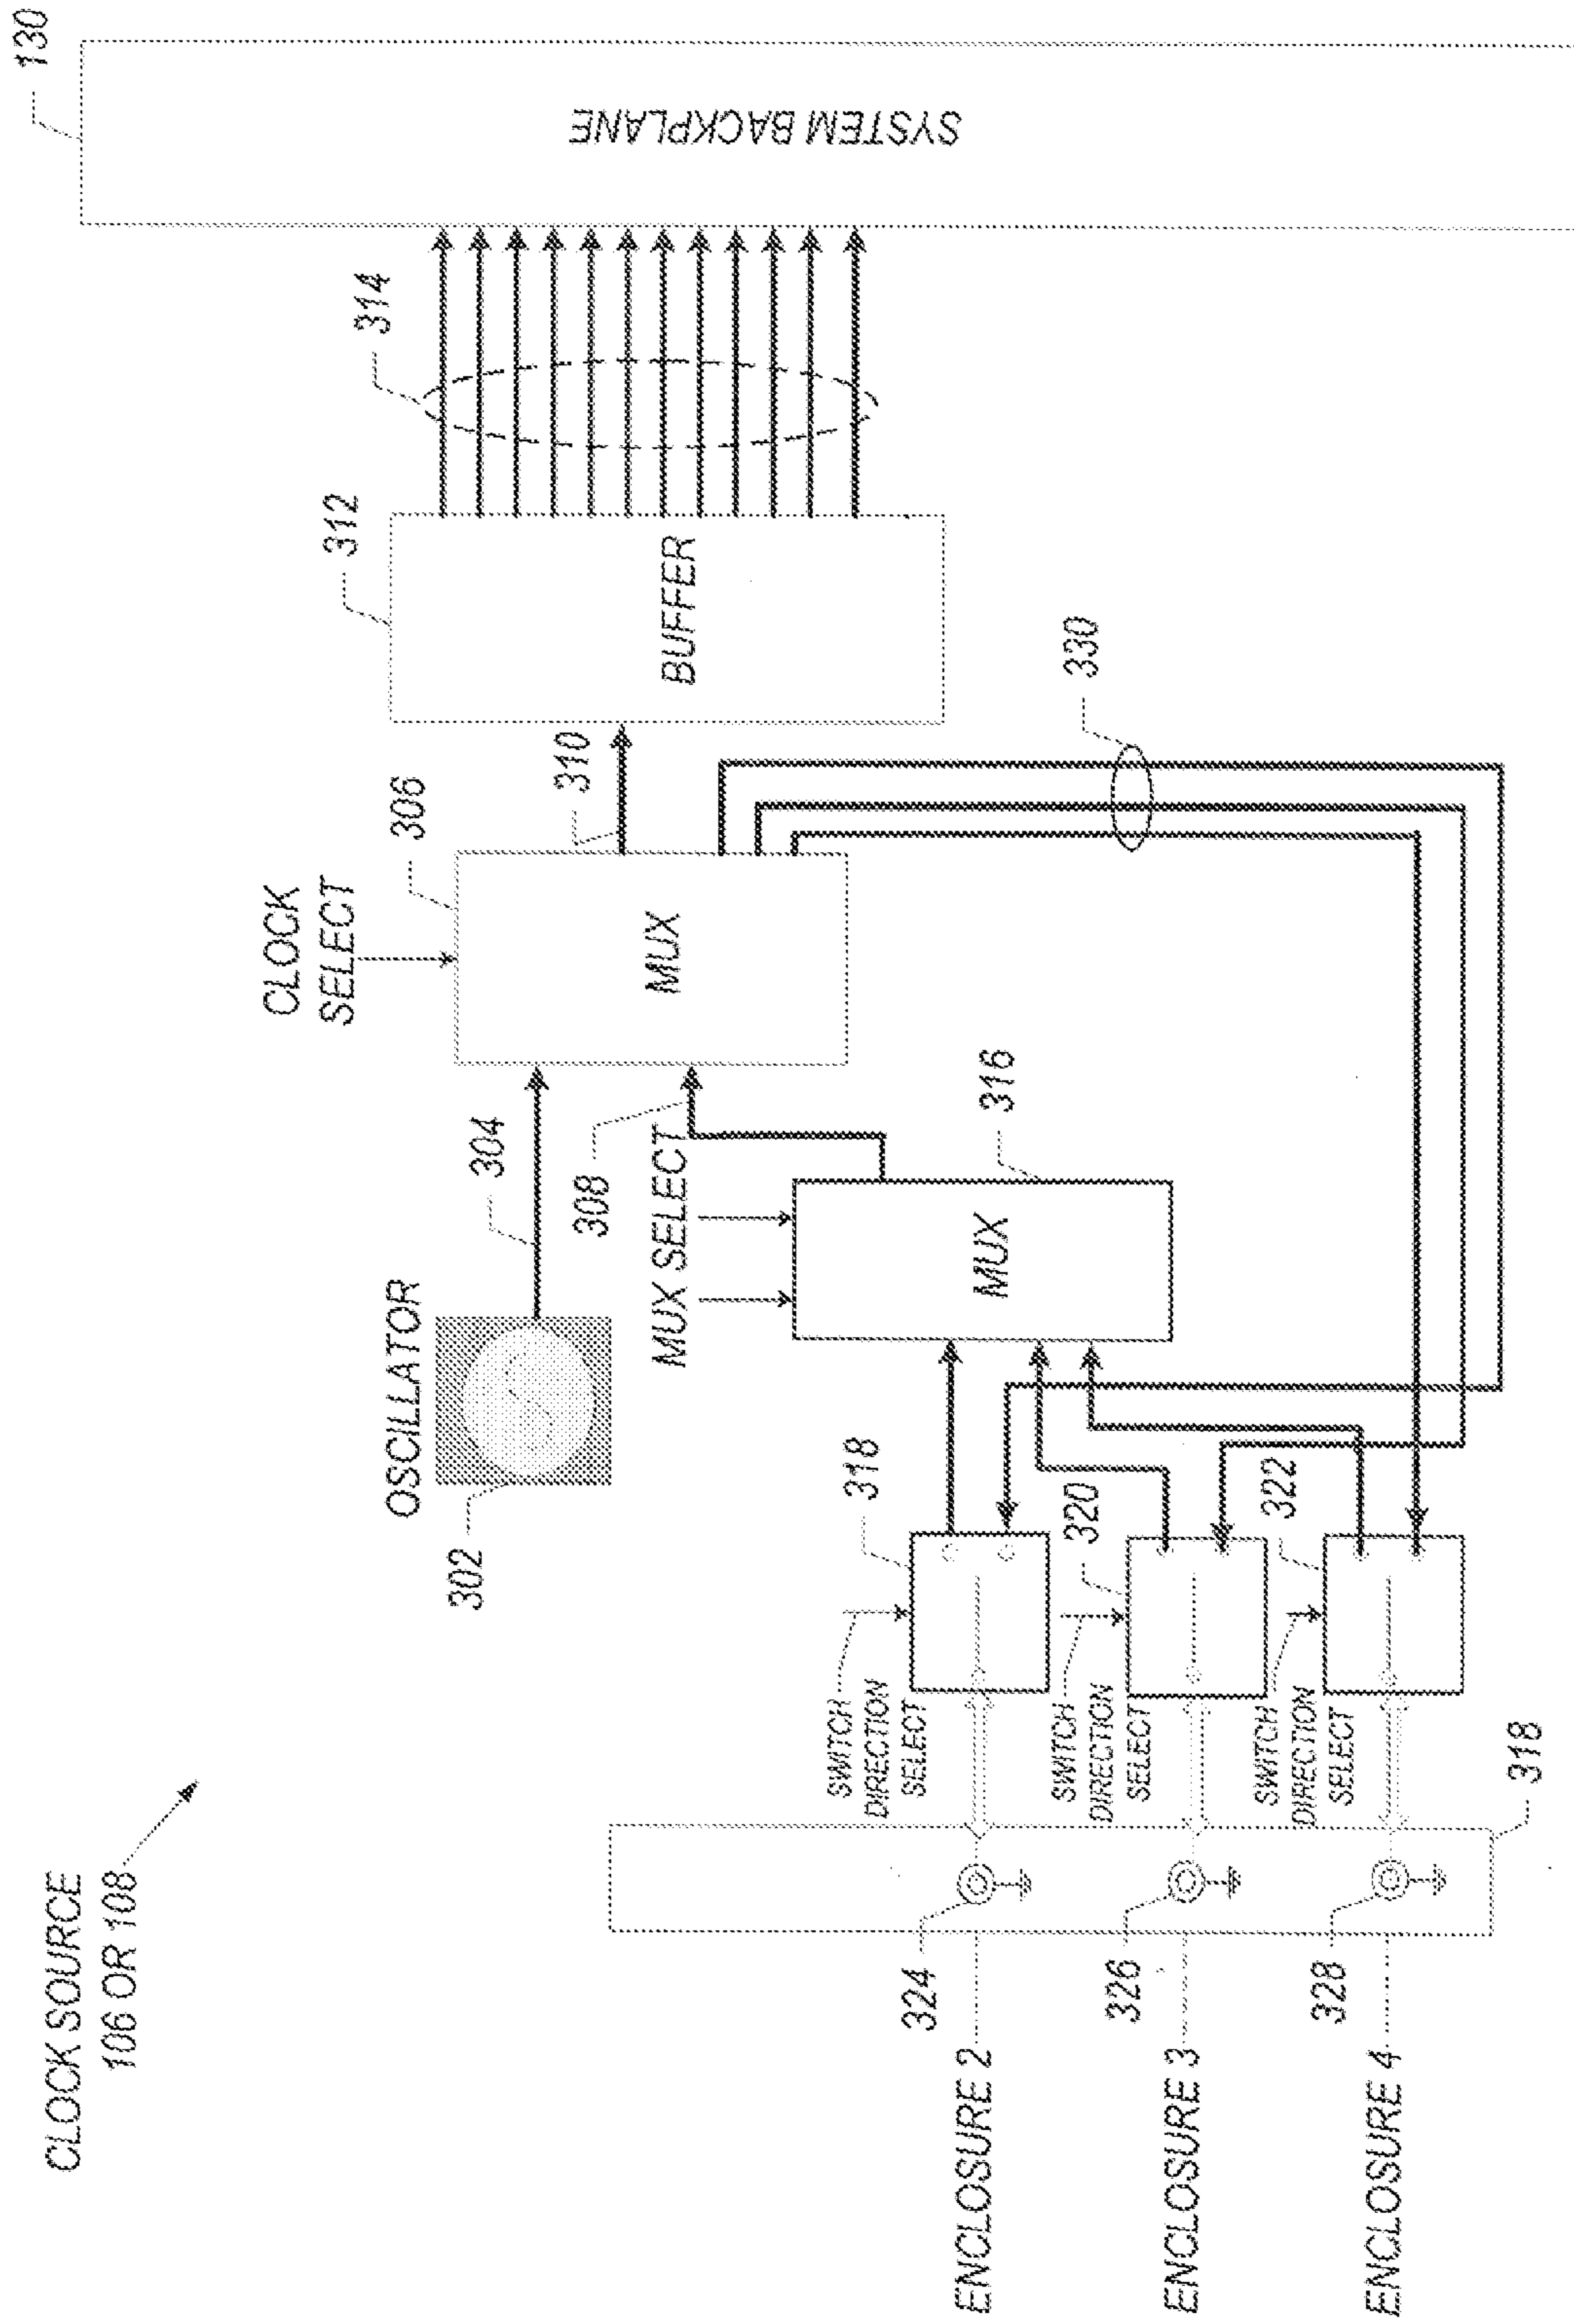 CLOCK SOURCE
106 OR 108
130
SYSTEM BACKPLANE
314
312
BUFFER
310
330
CLOCK
SELECT
306
MUX
304
308
MUX SELECT
316
MUX
OSCILLATOR
302
318
320
322
SWITCH
DIRECTION
SELECT
SWITCH
DIRECTION
SELECT
SWITCH
DIRECTION
SELECT
318
324
326
328
ENCLOSURE 2
ENCLOSURE 3
ENCLOSURE 4